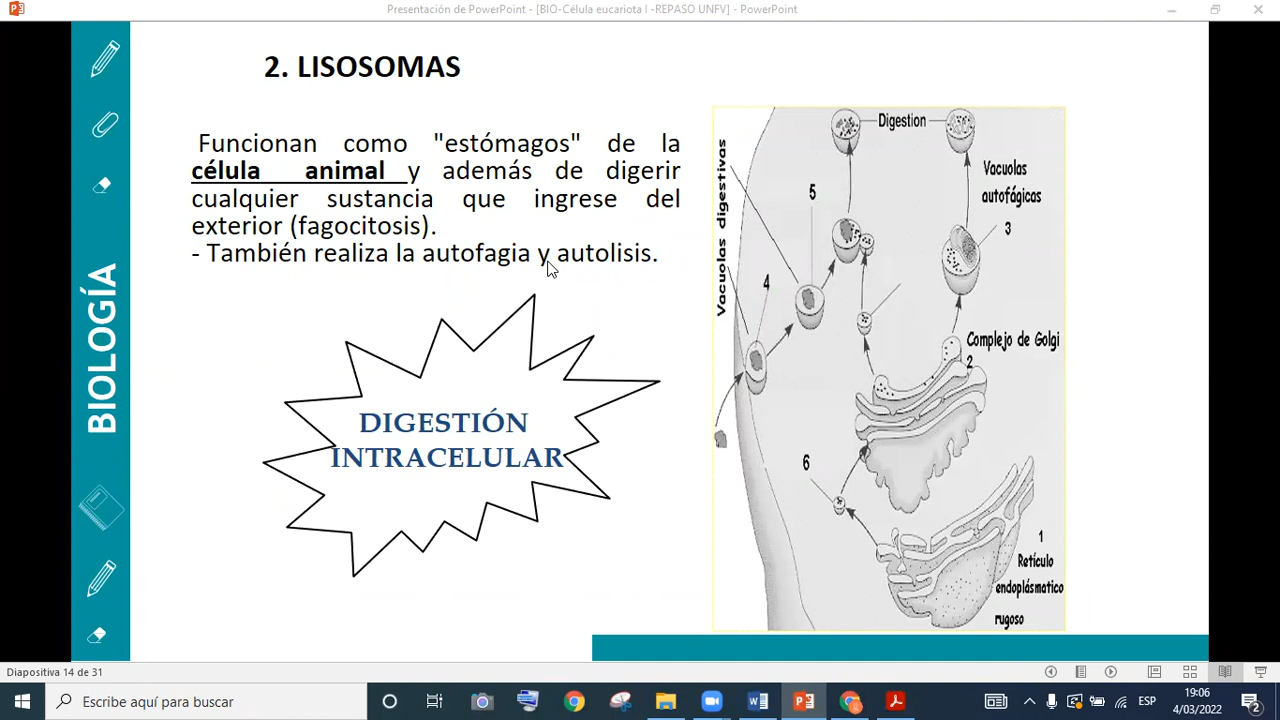 Presentación de PowerPoint - [BIO-Célula eucariota I -REPASO UNFV] - PowerPoint
2. LISOSOMAS
Funcionan como "estómagos" de la
célula animal y además de digerir
cualquier sustancia que ingrese del
exterior (fagocitosis).
- También realiza la autofagia y autolisis.
DIGESTIÓN
INTRACELULAR
BIOLOGÍA
Digestion
Vacuolas digestivas
Vacuolas
autofágicas
5
3
4
Complejo de Golgi
2
6
1
Retículo
endoplásmatico
rugoso
Diapositiva 14 de 31
Escribe aquí para buscar
ESP
19:06
4/03/2022
2